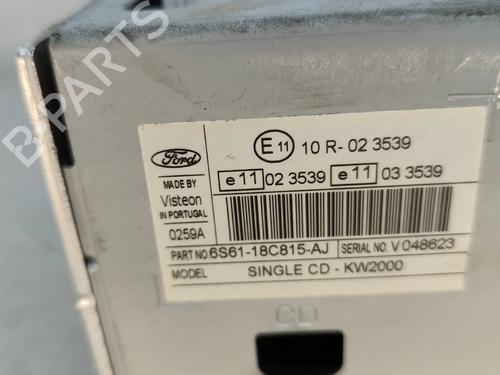 Ford
MADE BY
Visteon
IN PORTUGAL
0259A
E 11 10 R- 02 3539
e 11 02 3539 e 11 03 3539
PART NO 6S61-18C815-AJ SERIAL NO. V 048623
MODEL SINGLE CD - KW2000
CD
B-PARTS